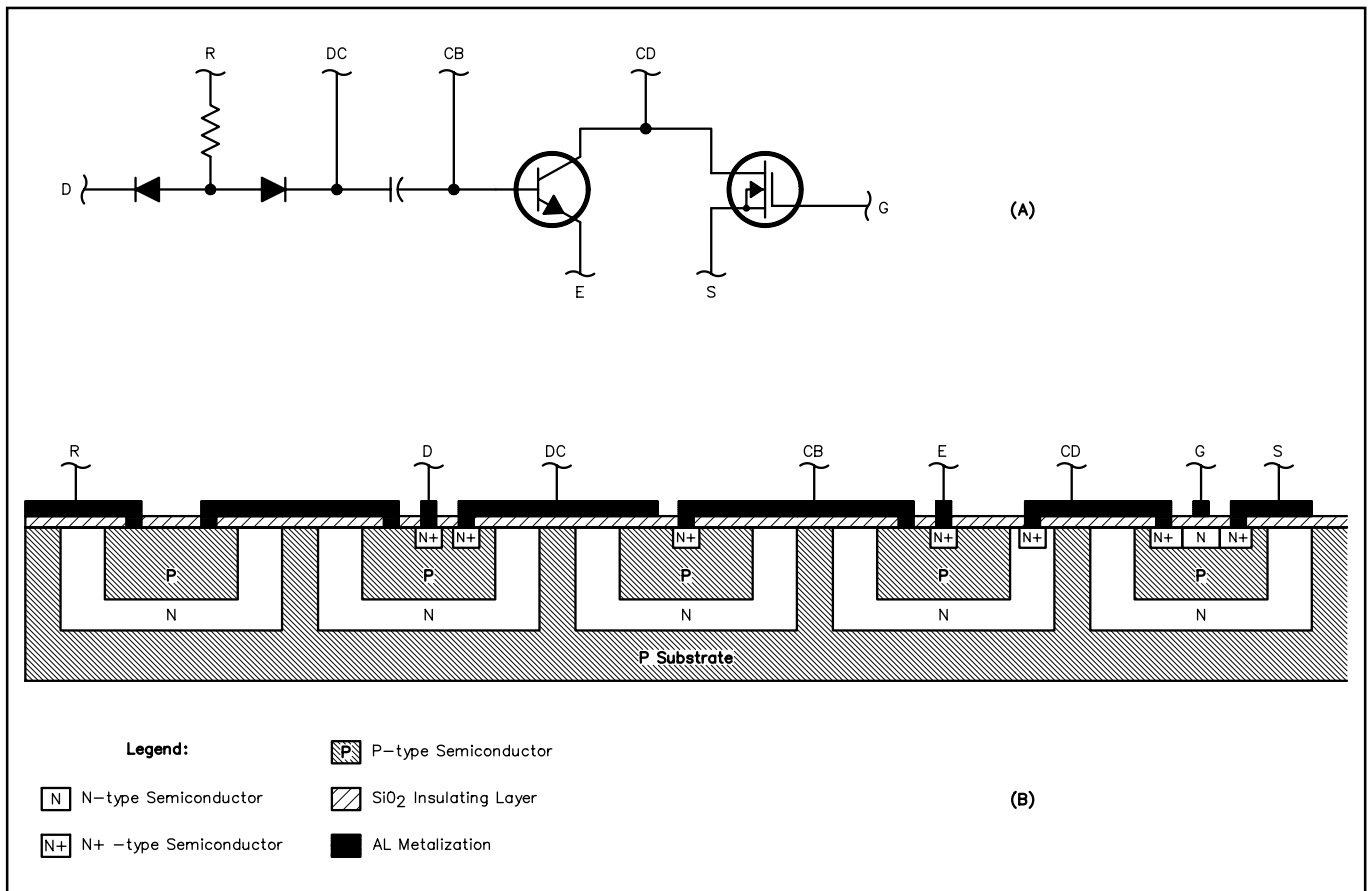 R DC CB CD
D G (A)
E S
R D DC CB E CD G S
N+ N+ N+ N+ N+ N+ N N+
P P P P P
N N N N N
P Substrate
Legend:
P P-type Semiconductor
N N-type Semiconductor
SiO2 Insulating Layer
(B)
N+ N+ -type Semiconductor
AL Metalization